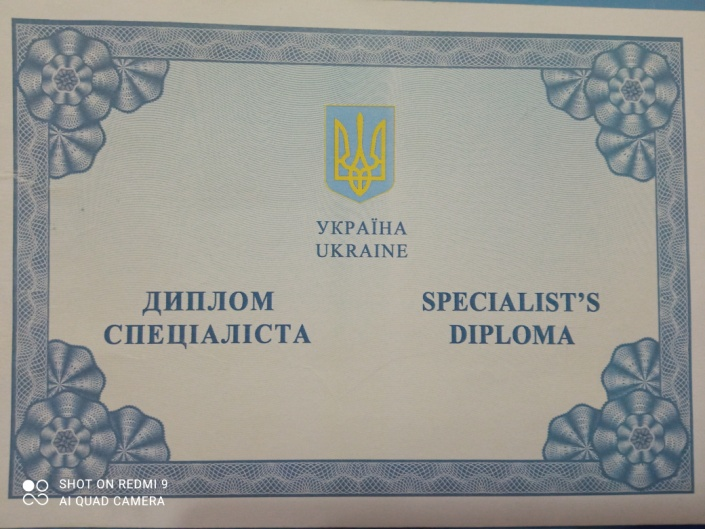 УКРАЇНА
UKRAINE
ДИПЛОМ
СПЕЦІАЛІСТА
SPECIALIST'S
DIPLOMA
SHOT ON REDMI 9
AI QUAD CAMERA